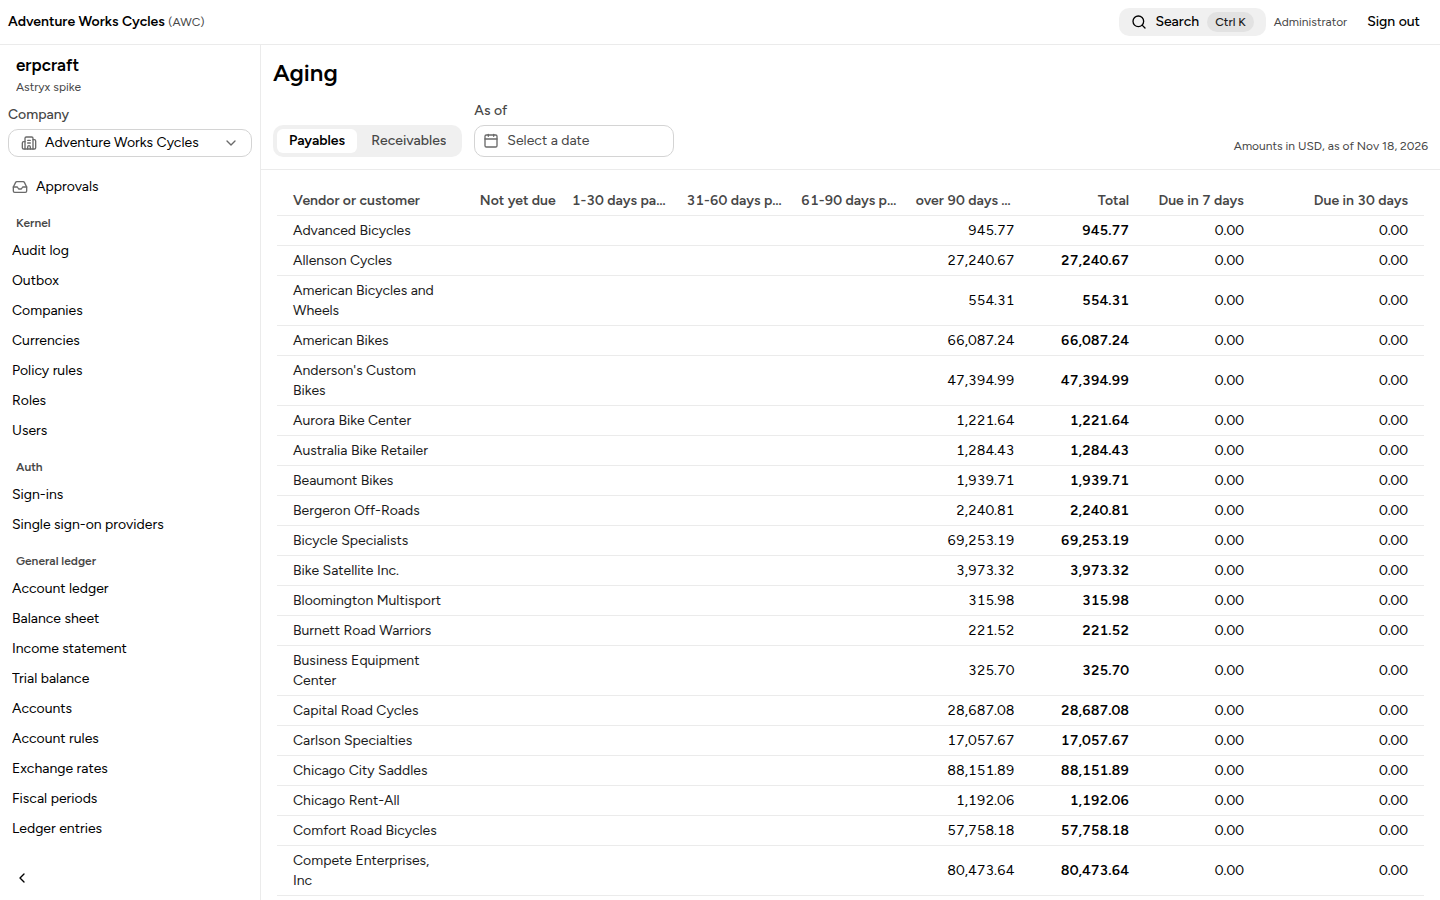 Adventure Works Cycles (AWC)
Search Ctrl K Administrator Sign out
erpcraft
Astryx spike
Company
Adventure Works Cycles
Approvals
Kernel
Audit log
Outbox
Companies
Currencies
Policy rules
Roles
Users
Auth
Sign-ins
Single sign-on providers
General ledger
Account ledger
Balance sheet
Income statement
Trial balance
Accounts
Account rules
Exchange rates
Fiscal periods
Ledger entries
Aging
As of
Payables Receivables Select a date
Amounts in USD, as of Nov 18, 2026
Vendor or customer Not yet due 1-30 days pa... 31-60 days p... 61-90 days p... over 90 days ... Total Due in 7 days Due in 30 days
Advanced Bicycles 945.77 945.77 0.00 0.00
Allenson Cycles 27,240.67 27,240.67 0.00 0.00
American Bicycles and
Wheels 554.31 554.31 0.00 0.00
American Bikes 66,087.24 66,087.24 0.00 0.00
Anderson's Custom
Bikes 47,394.99 47,394.99 0.00 0.00
Aurora Bike Center 1,221.64 1,221.64 0.00 0.00
Australia Bike Retailer 1,284.43 1,284.43 0.00 0.00
Beaumont Bikes 1,939.71 1,939.71 0.00 0.00
Bergeron Off-Roads 2,240.81 2,240.81 0.00 0.00
Bicycle Specialists 69,253.19 69,253.19 0.00 0.00
Bike Satellite Inc. 3,973.32 3,973.32 0.00 0.00
Bloomington Multisport 315.98 315.98 0.00 0.00
Burnett Road Warriors 221.52 221.52 0.00 0.00
Business Equipment
Center 325.70 325.70 0.00 0.00
Capital Road Cycles 28,687.08 28,687.08 0.00 0.00
Carlson Specialties 17,057.67 17,057.67 0.00 0.00
Chicago City Saddles 88,151.89 88,151.89 0.00 0.00
Chicago Rent-All 1,192.06 1,192.06 0.00 0.00
Comfort Road Bicycles 57,758.18 57,758.18 0.00 0.00
Compete Enterprises,
Inc 80,473.64 80,473.64 0.00 0.00